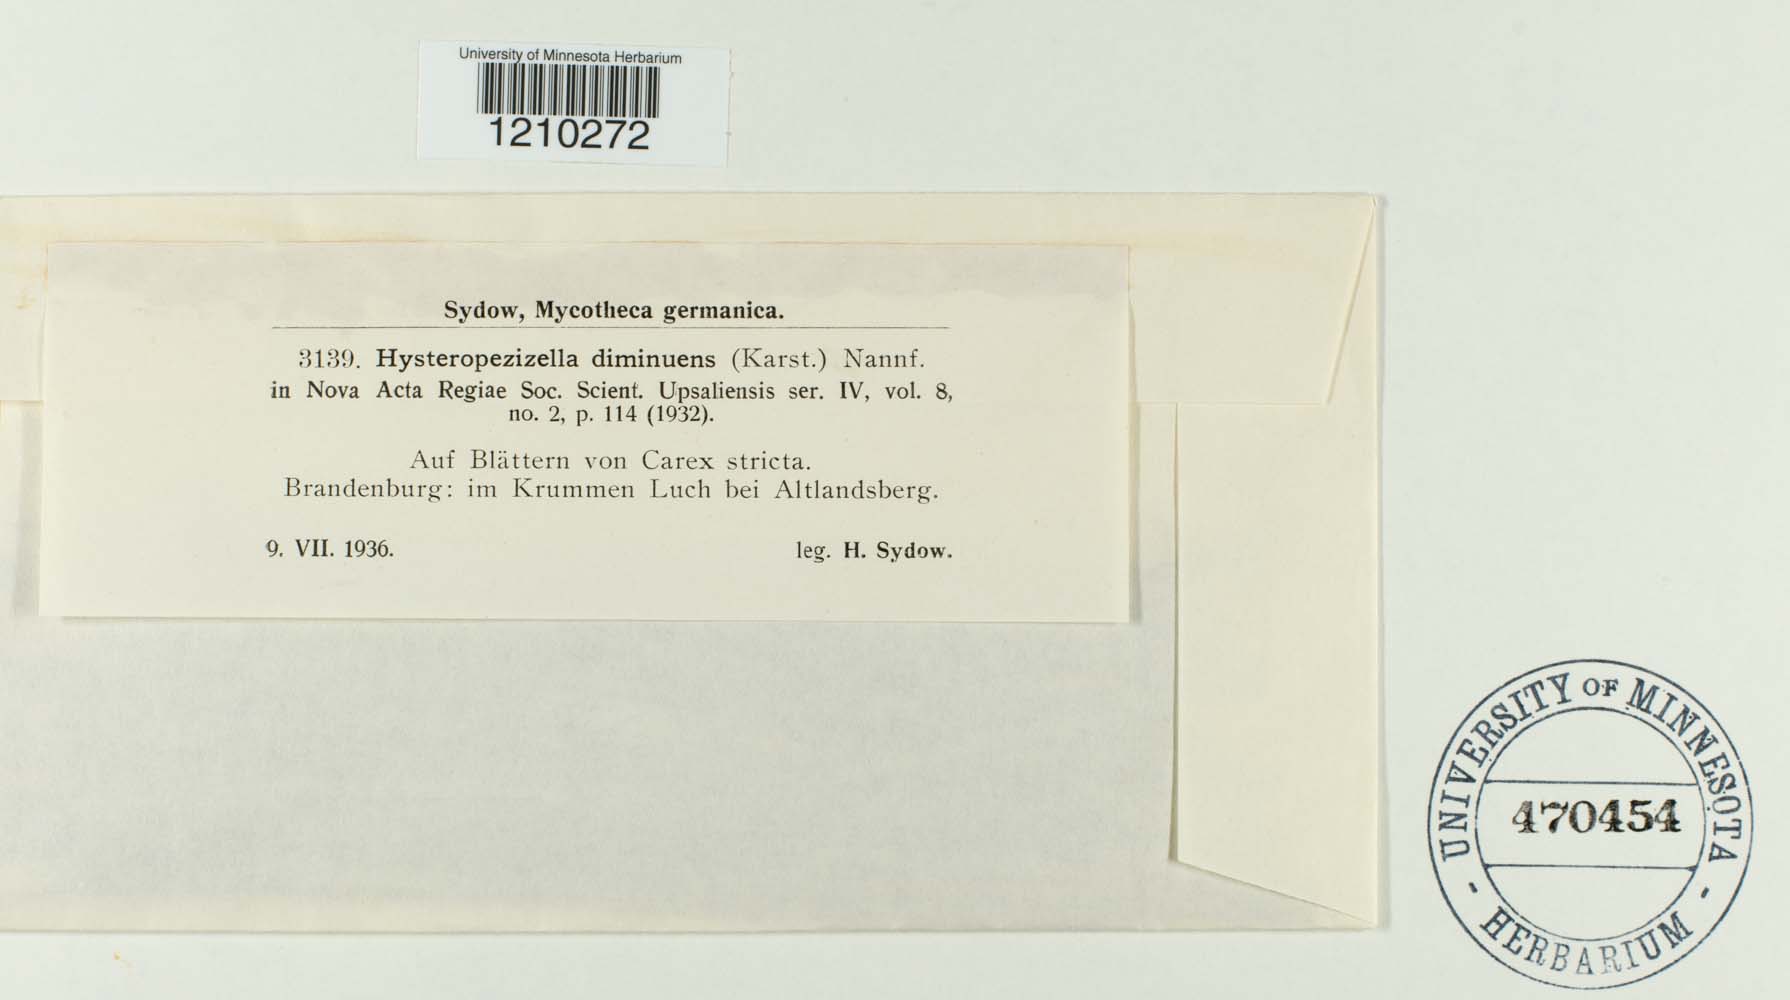 University of Minnesota Herbarium
1210272
Sydow, Mycotheca germanica.
3139. Hysteropezizella diminuens (Karst.) Nannf.
in Nova Acta Regiae Soc. Scient. Upsaliensis ser. IV, vol. 8,
no. 2, p. 114 (1932).
Auf Blättern von Carex stricta.
Brandenburg: im Krummen Luch bei Altlandsberg.
9. VII. 1936. leg. H. Sydow.
UNIVERSITY OF MINNESOTA
470454
- HERBARIUM -